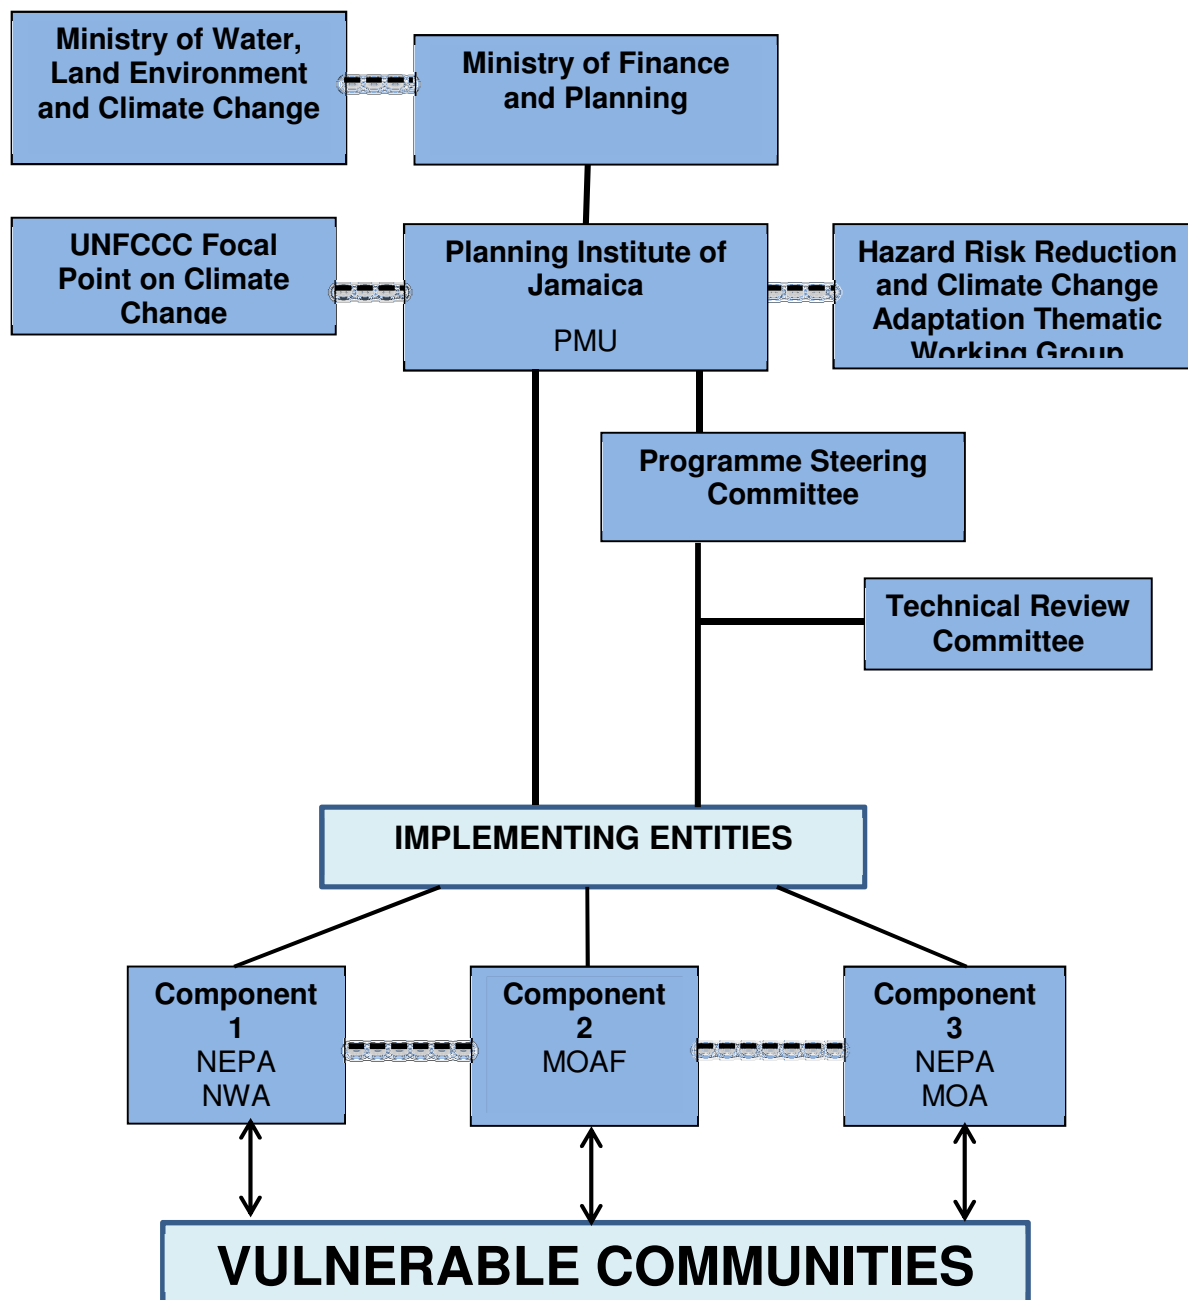 Ministry of Water,
Land Environment
and Climate Change
Ministry of Finance
and Planning
UNFCCC Focal
Point on Climate
Change
Planning Institute of
Jamaica
PMU
Hazard Risk Reduction
and Climate Change
Adaptation Thematic
Working Group
Programme Steering
Committee
Technical Review
Committee
IMPLEMENTING ENTITIES
Component
1
NEPA
NWA
Component
2
MOAF
Component
3
NEPA
MOA
VULNERABLE COMMUNITIES